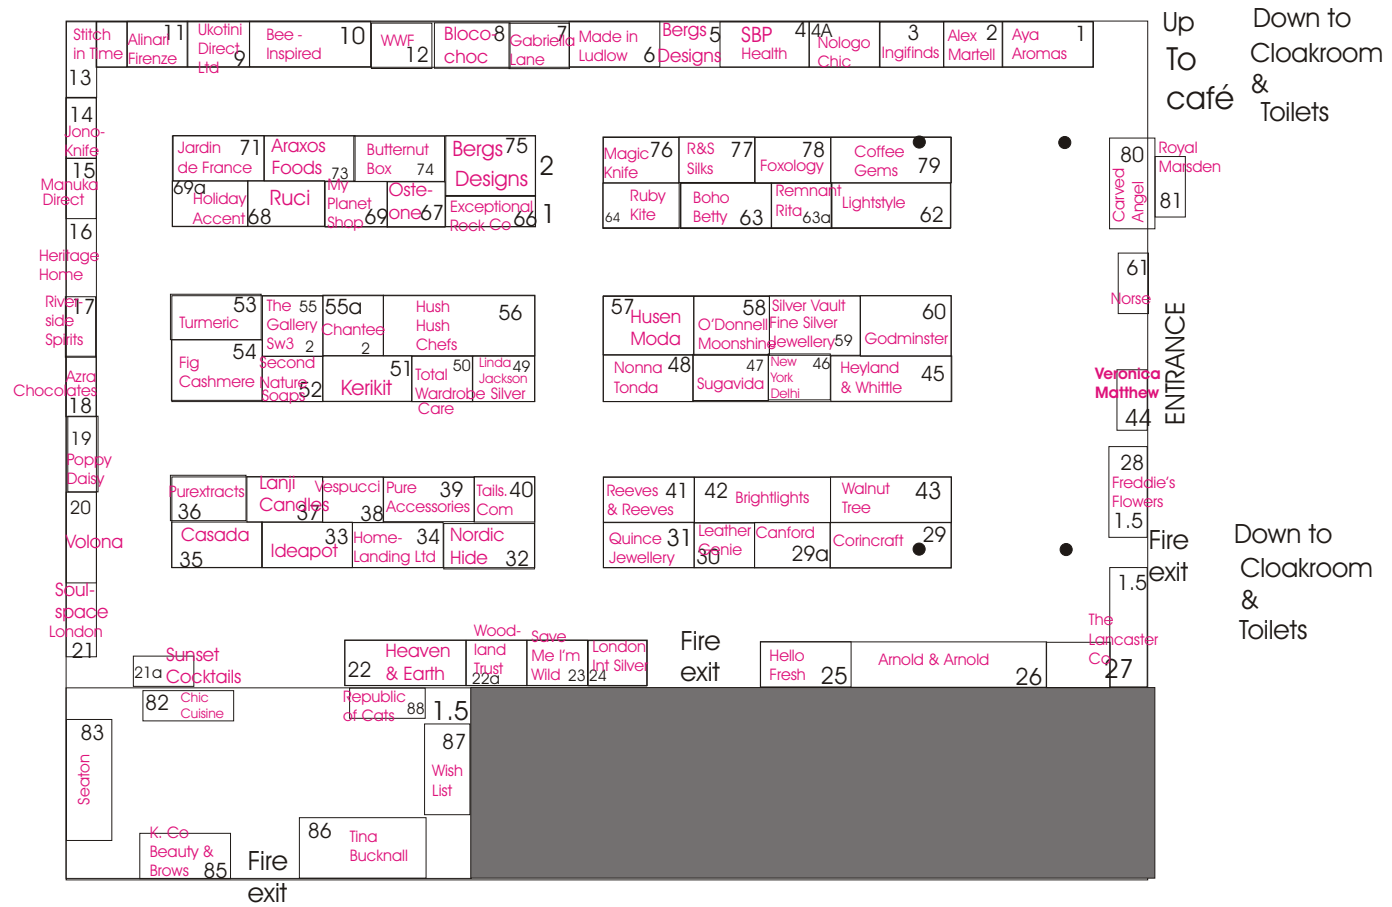 Stitch
in Time
13
Alinari
Firenze
11
Ukotini
Direct
Ltd
9
Bee -
Inspired
10
WWF
12
Bloco-
choc
8
Gabriella
Lane
7
Made in
Ludlow
6
Bergs
Designs
5
SBP
Health
4
4A
Nologo
Chic
3
Ingifinds
Alex
Martell
2
Aya
Aromas
1
Up
To
café
Down to
Cloakroom
&
Toilets
14
Jono-
Knife
15
Manuka
Direct
16
Heritage
Home
17
River-
side
Spirits
Azra
Chocolates
18
19
Poppy
Daisy
20
Volona
Soul-
space
London
21
Jardin
de France
71
Araxos
Foods
73
Butternut
Box
74
Bergs
Designs
75
2
69a
Holiday
Accent
68
Ruci
My
Planet
Shop
69
Oste-
one
67
Exceptional
Rock Co
66
1
Magic
Knife
76
R&S
Silks
77
78
Foxology
Coffee
Gems
79
64
Ruby
Kite
Boho
Betty
63
Remnant
Rita
63a
Lightstyle
62
80
Carved
Angel
Royal
Marsden
81
61
Norse
ENTRANCE
Veronica
Matthew
44
28
Freddie's
Flowers
1.5
Fire
exit
Down to
Cloakroom
&
Toilets
53
Turmeric
The
Gallery
Sw3
55
2
55a
Chantee
2
Hush
Hush
Chefs
56
Fig
Cashmere
54
Second
Nature
Soaps
52
Kerikit
51
Total
Wardrobe
Care
50
Linda
Jackson
Silver
49
57
Husen
Moda
58
O'Donnell
Moonshine
Silver Vault
Fine Silver
Jewellery
59
60
Godminster
Nonna
Tonda
48
47
Sugavida
New
York
Delhi
46
Heyland
& Whittle
45
Purextracts
36
Lanji
Candles
37
Vespucci
38
Pure
Accessories
39
Tails.
Com
40
Casada
35
33
Ideapot
Home-
Landing Ltd
34
Nordic
Hide
32
Reeves
& Reeves
41
42
Brightlights
Walnut
Tree
43
Quince
Jewellery
31
Leather
Genie
30
Canford
29a
Corincraft
29
1.5
The
Lancaster
Co
27
Sunset
Cocktails
21a
Heaven
& Earth
22
Wood-
land
Trust
22a
Save
Me I'm
Wild
23
London
Int Silver
24
Fire
exit
Hello
Fresh
25
Arnold & Arnold
26
82
Chic
Cuisine
Republic
of Cats
88
1.5
83
Seaton
87
Wish
List
K. Co
Beauty &
Brows
85
Fire
exit
86
Tina
Bucknall